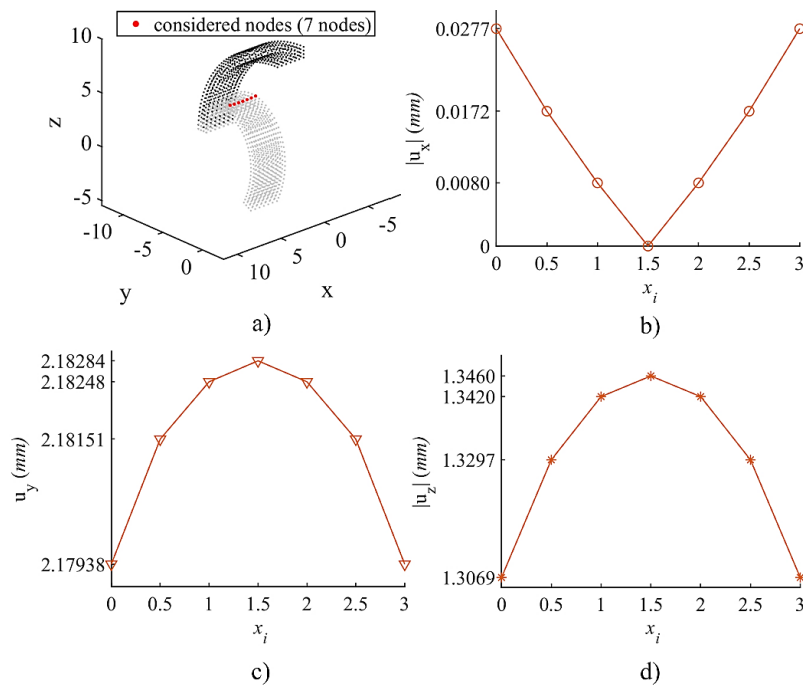 considered nodes (7 nodes)
10
5
0
-5
z
-10
-5
0
y
10
5
0
-5
x
a)
0.0277
0.0172
0.0080
0
|u_x| (mm)
0 0.5 1 1.5 2 2.5 3
x_i
b)
2.18284
2.18248
2.18151
2.17938
u_y (mm)
0 0.5 1 1.5 2 2.5 3
x_i
c)
1.3460
1.3420
1.3297
1.3069
|u_z| (mm)
0 0.5 1 1.5 2 2.5 3
x_i
d)